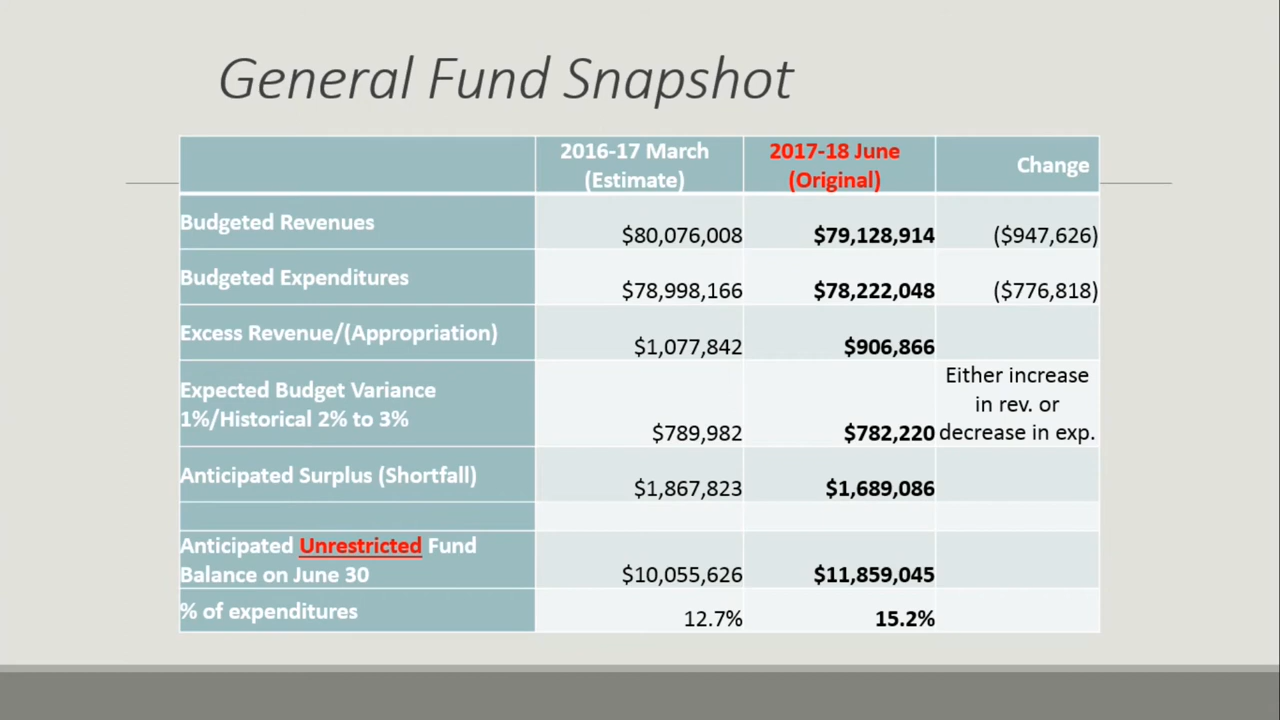 General Fund Snapshot
2016-17 March 2017-18 June Change
(Estimate) (Original)
Budgeted Revenues $80,076,008 $79,128,914 ($947,626)
Budgeted Expenditures $78,998,166 $78,222,048 ($776,818)
Excess Revenue/(Appropriation) $1,077,842 $906,866
Expected Budget Variance Either increase
1%/Historical 2% to 3% in rev. or
$789,982 $782,220 decrease in exp.
Anticipated Surplus (Shortfall) $1,867,823 $1,689,086
Anticipated Unrestricted Fund
Balance on June 30 $10,055,626 $11,859,045
% of expenditures 12.7% 15.2%